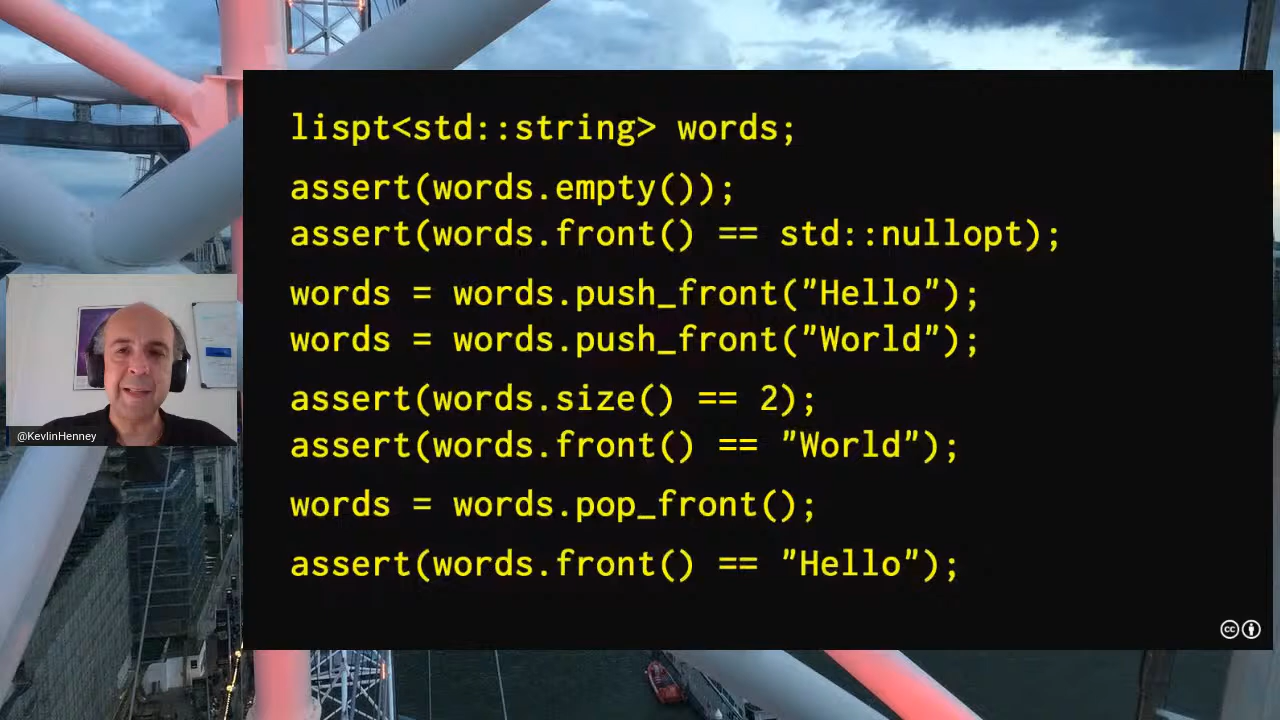 lispt<std::string> words;
assert(words.empty());
assert(words.front() == std::nullopt);
words = words.push_front("Hello");
words = words.push_front("World");
assert(words.size() == 2);
assert(words.front() == "World");
words = words.pop_front();
assert(words.front() == "Hello");
@KevlinHenney
cc